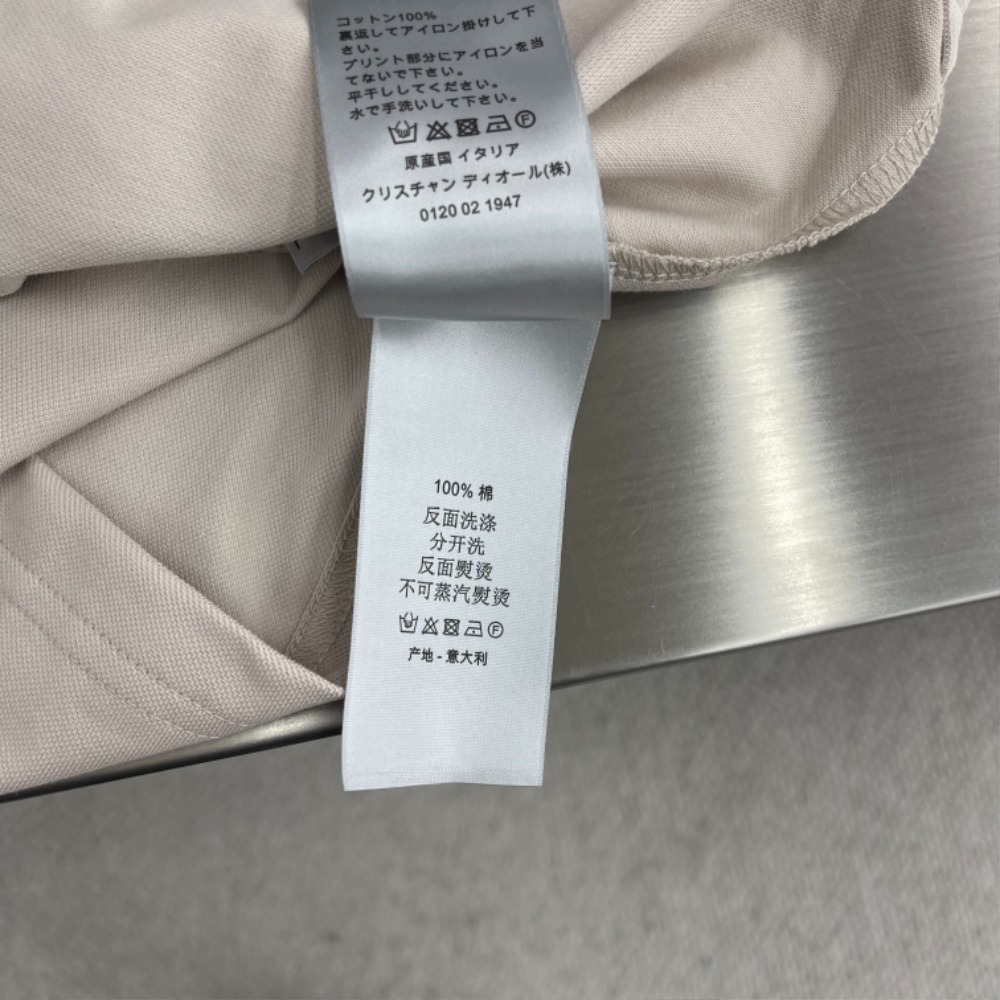 コットン100%
裏返してアイロン掛けして下
さい。
プリント部分にアイロンを当
てないで下さい。
平干ししてください。
水で手洗いして下さい。
F
原産国 イタリア
クリスチャン ディオール(株)
0120 02 1947
100% 棉
反面洗涤
分开洗
反面熨烫
不可蒸汽熨烫
F
产地 - 意大利